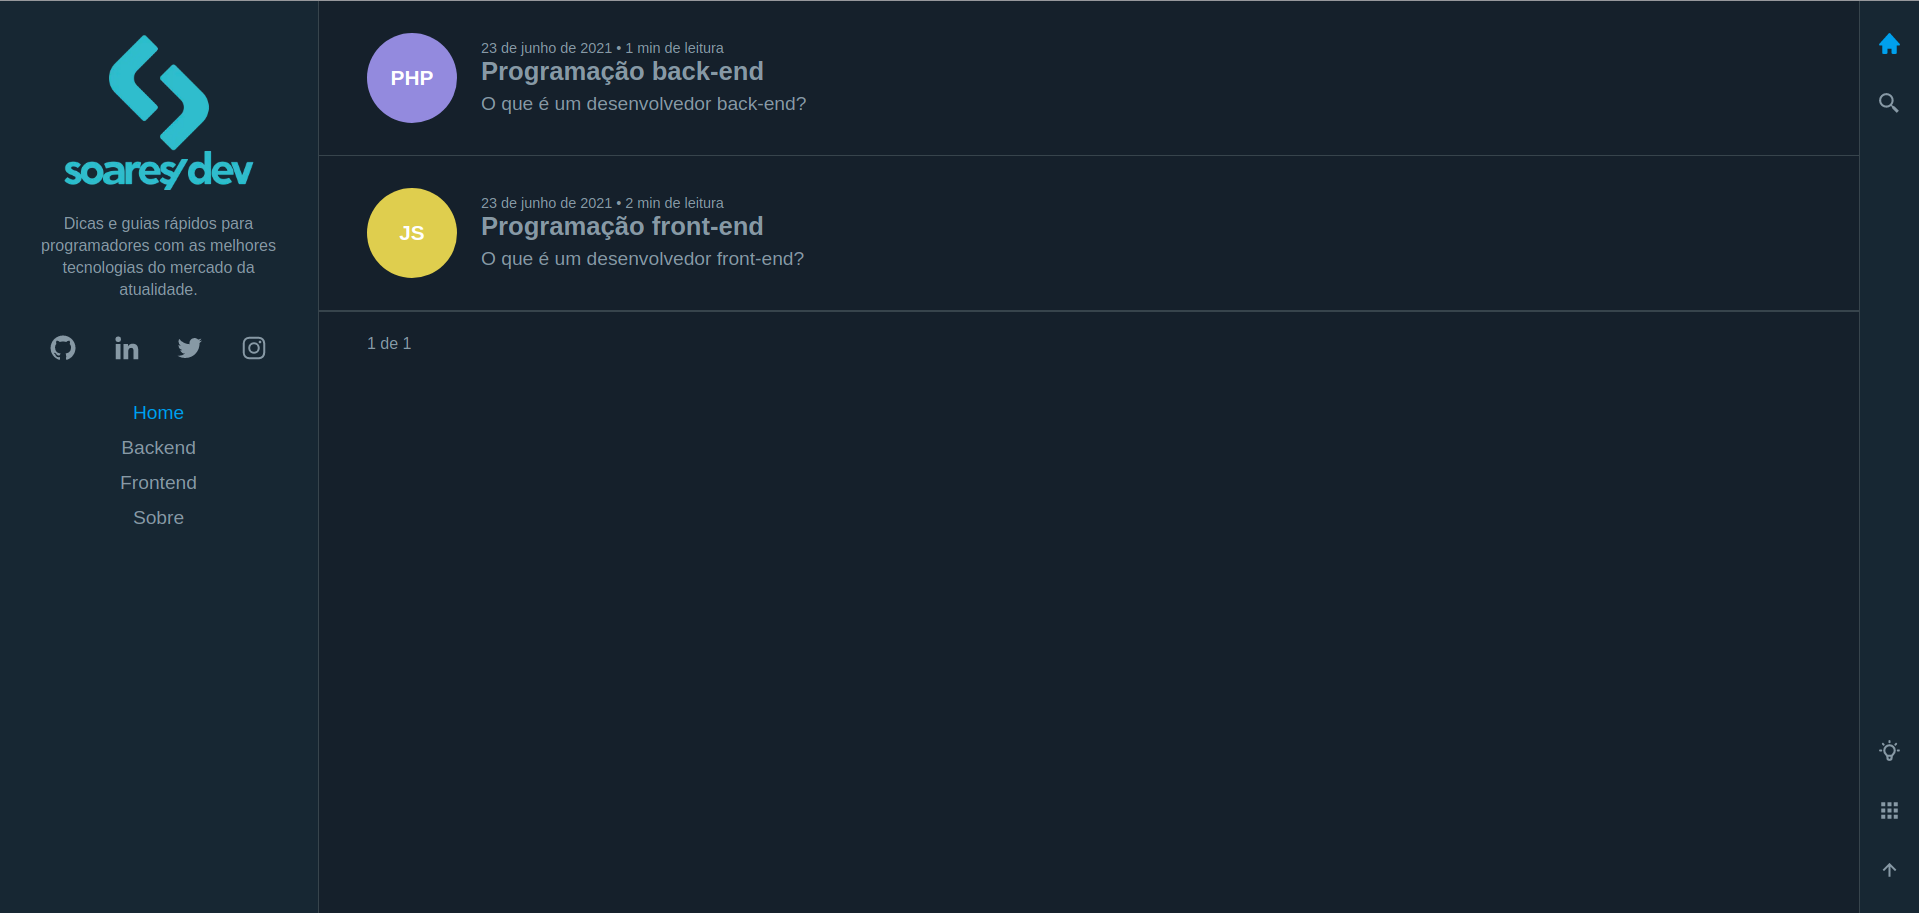 soares/dev
Dicas e guias rápidos para
programadores com as melhores
tecnologias do mercado da
atualidade.
Home
Backend
Frontend
Sobre
PHP
23 de junho de 2021 • 1 min de leitura
Programação back-end
O que é um desenvolvedor back-end?
JS
23 de junho de 2021 • 2 min de leitura
Programação front-end
O que é um desenvolvedor front-end?
1 de 1